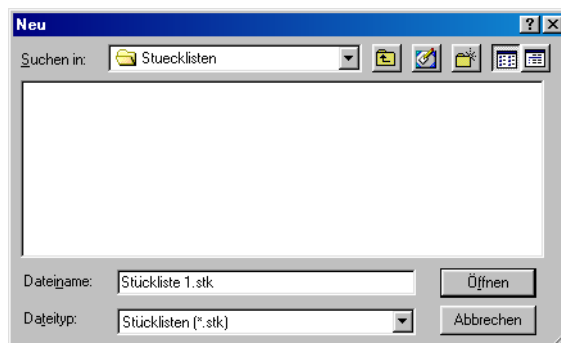 Neu
Suchen in: Stuecklisten
Dateiname: Stückliste 1.stk Öffnen
Dateityp: Stücklisten (*.stk) Abbrechen